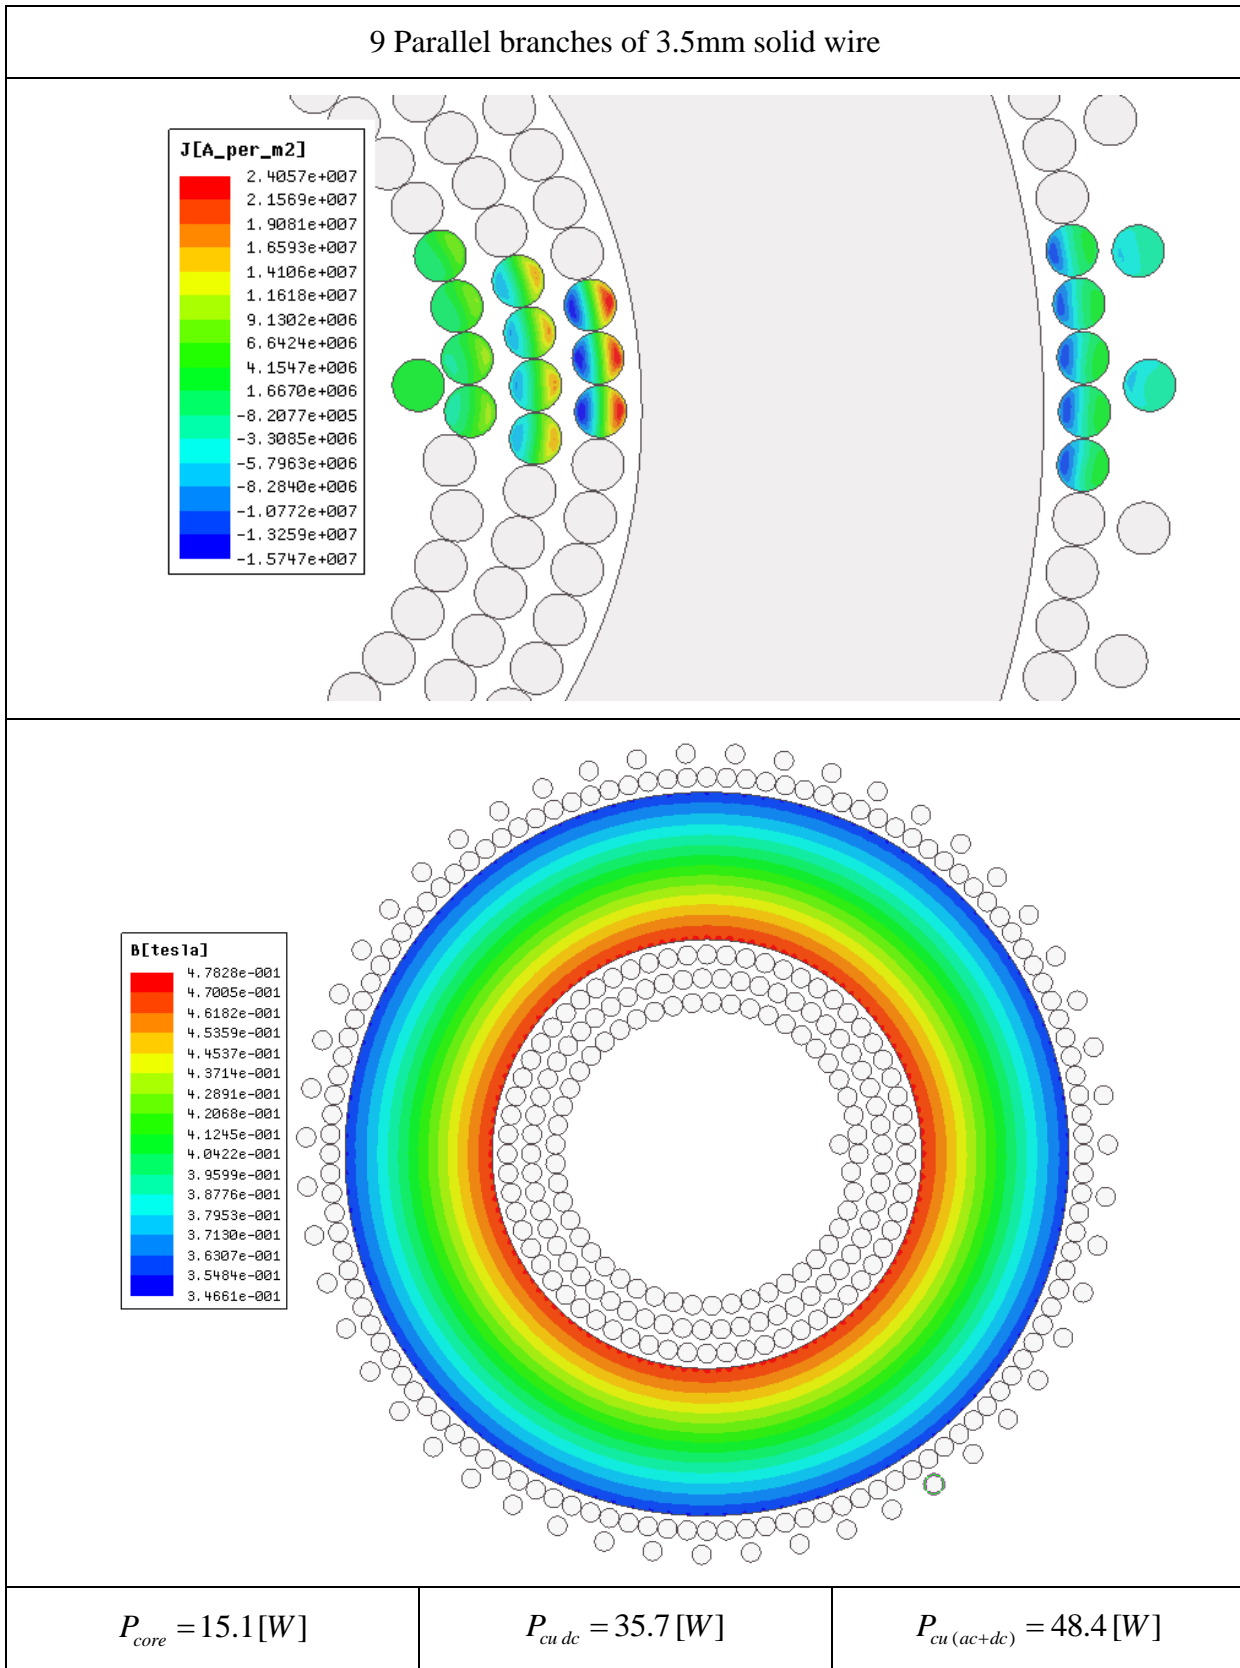 9 Parallel branches of 3.5mm solid wire
J[A_per_m2]
2.4057e+007
2.1569e+007
1.9081e+007
1.6593e+007
1.4106e+007
1.1618e+007
9.1302e+006
6.6424e+006
4.1547e+006
1.6670e+006
-8.2077e+005
-3.3085e+006
-5.7963e+006
-8.2840e+006
-1.0772e+007
-1.3259e+007
-1.5747e+007
B[tesla]
4.7828e-001
4.7005e-001
4.6182e-001
4.5359e-001
4.4537e-001
4.3714e-001
4.2891e-001
4.2068e-001
4.1245e-001
4.0422e-001
3.9599e-001
3.8776e-001
3.7953e-001
3.7130e-001
3.6307e-001
3.5484e-001
3.4661e-001
P_core = 15.1 [W]
P_cu dc = 35.7 [W]
P_cu (ac+dc) = 48.4 [W]